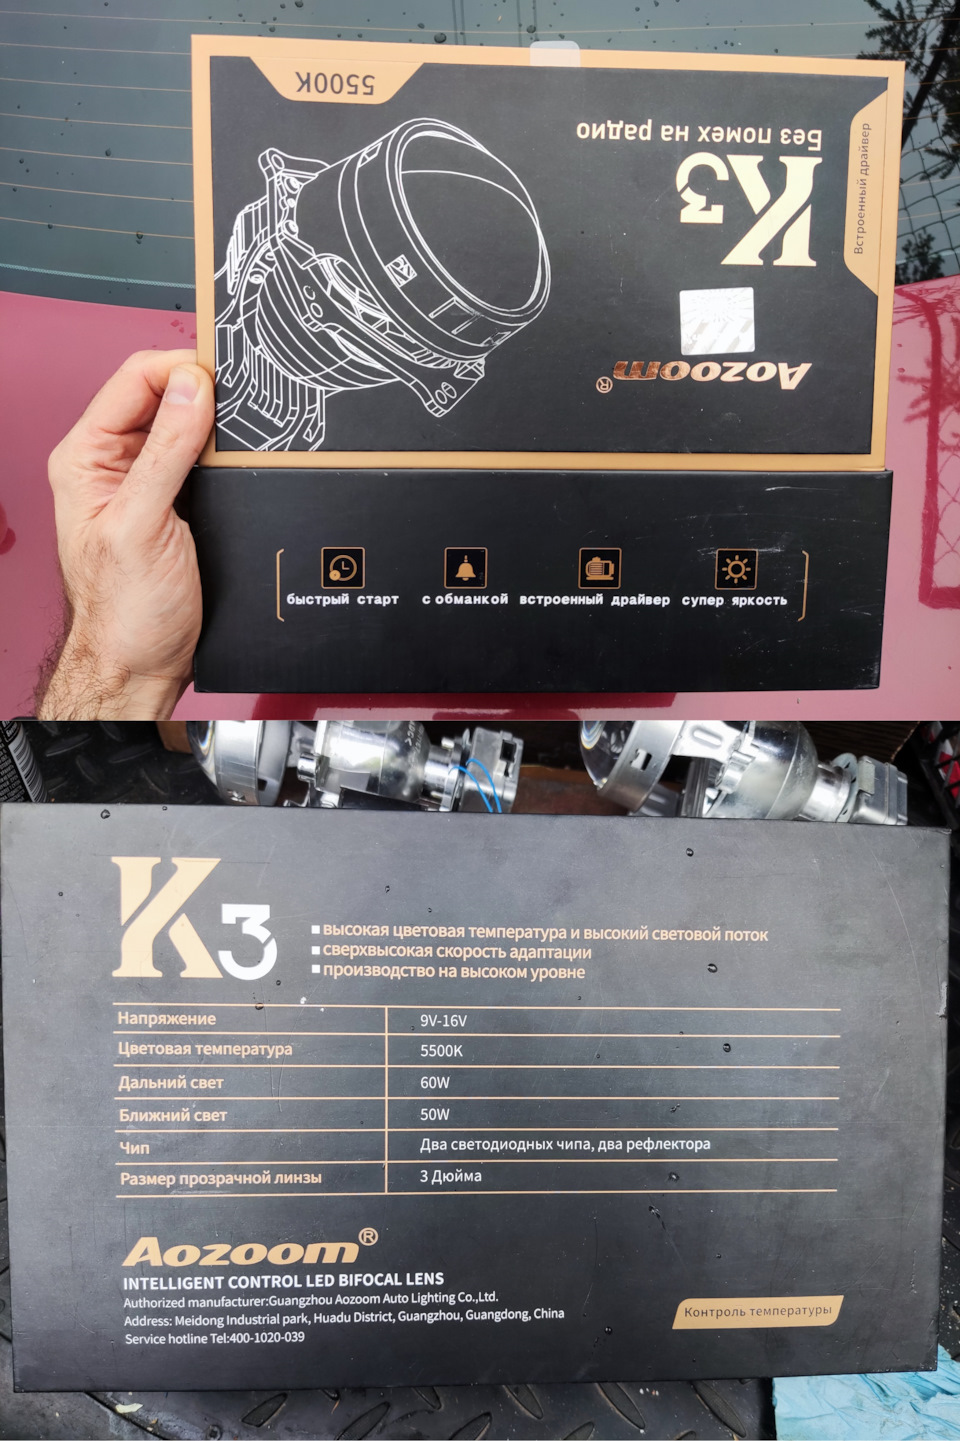 5500K
Без помех на радио
K3
Встроенный драйвер
Aozoom®
быстрый старт
с обманкой
встроенный драйвер
супер яркость
K3
высокая цветовая температура и высокий световой поток
сверхвысокая скорость адаптации
производство на высоком уровне
Напряжение 9V-16V
Цветовая температура 5500K
Дальний свет 60W
Ближний свет 50W
Чип Два светодиодных чипа, два рефлектора
Размер прозрачной линзы 3 Дюйма
Aozoom®
INTELLIGENT CONTROL LED BIFOCAL LENS
Authorized manufacturer:Guangzhou Aozoom Auto Lighting Co.,Ltd.
Address: Meidong Industrial park, Huadu District, Guangzhou, Guangdong, China
Service hotline Tel:400-1020-039
Контроль температуры